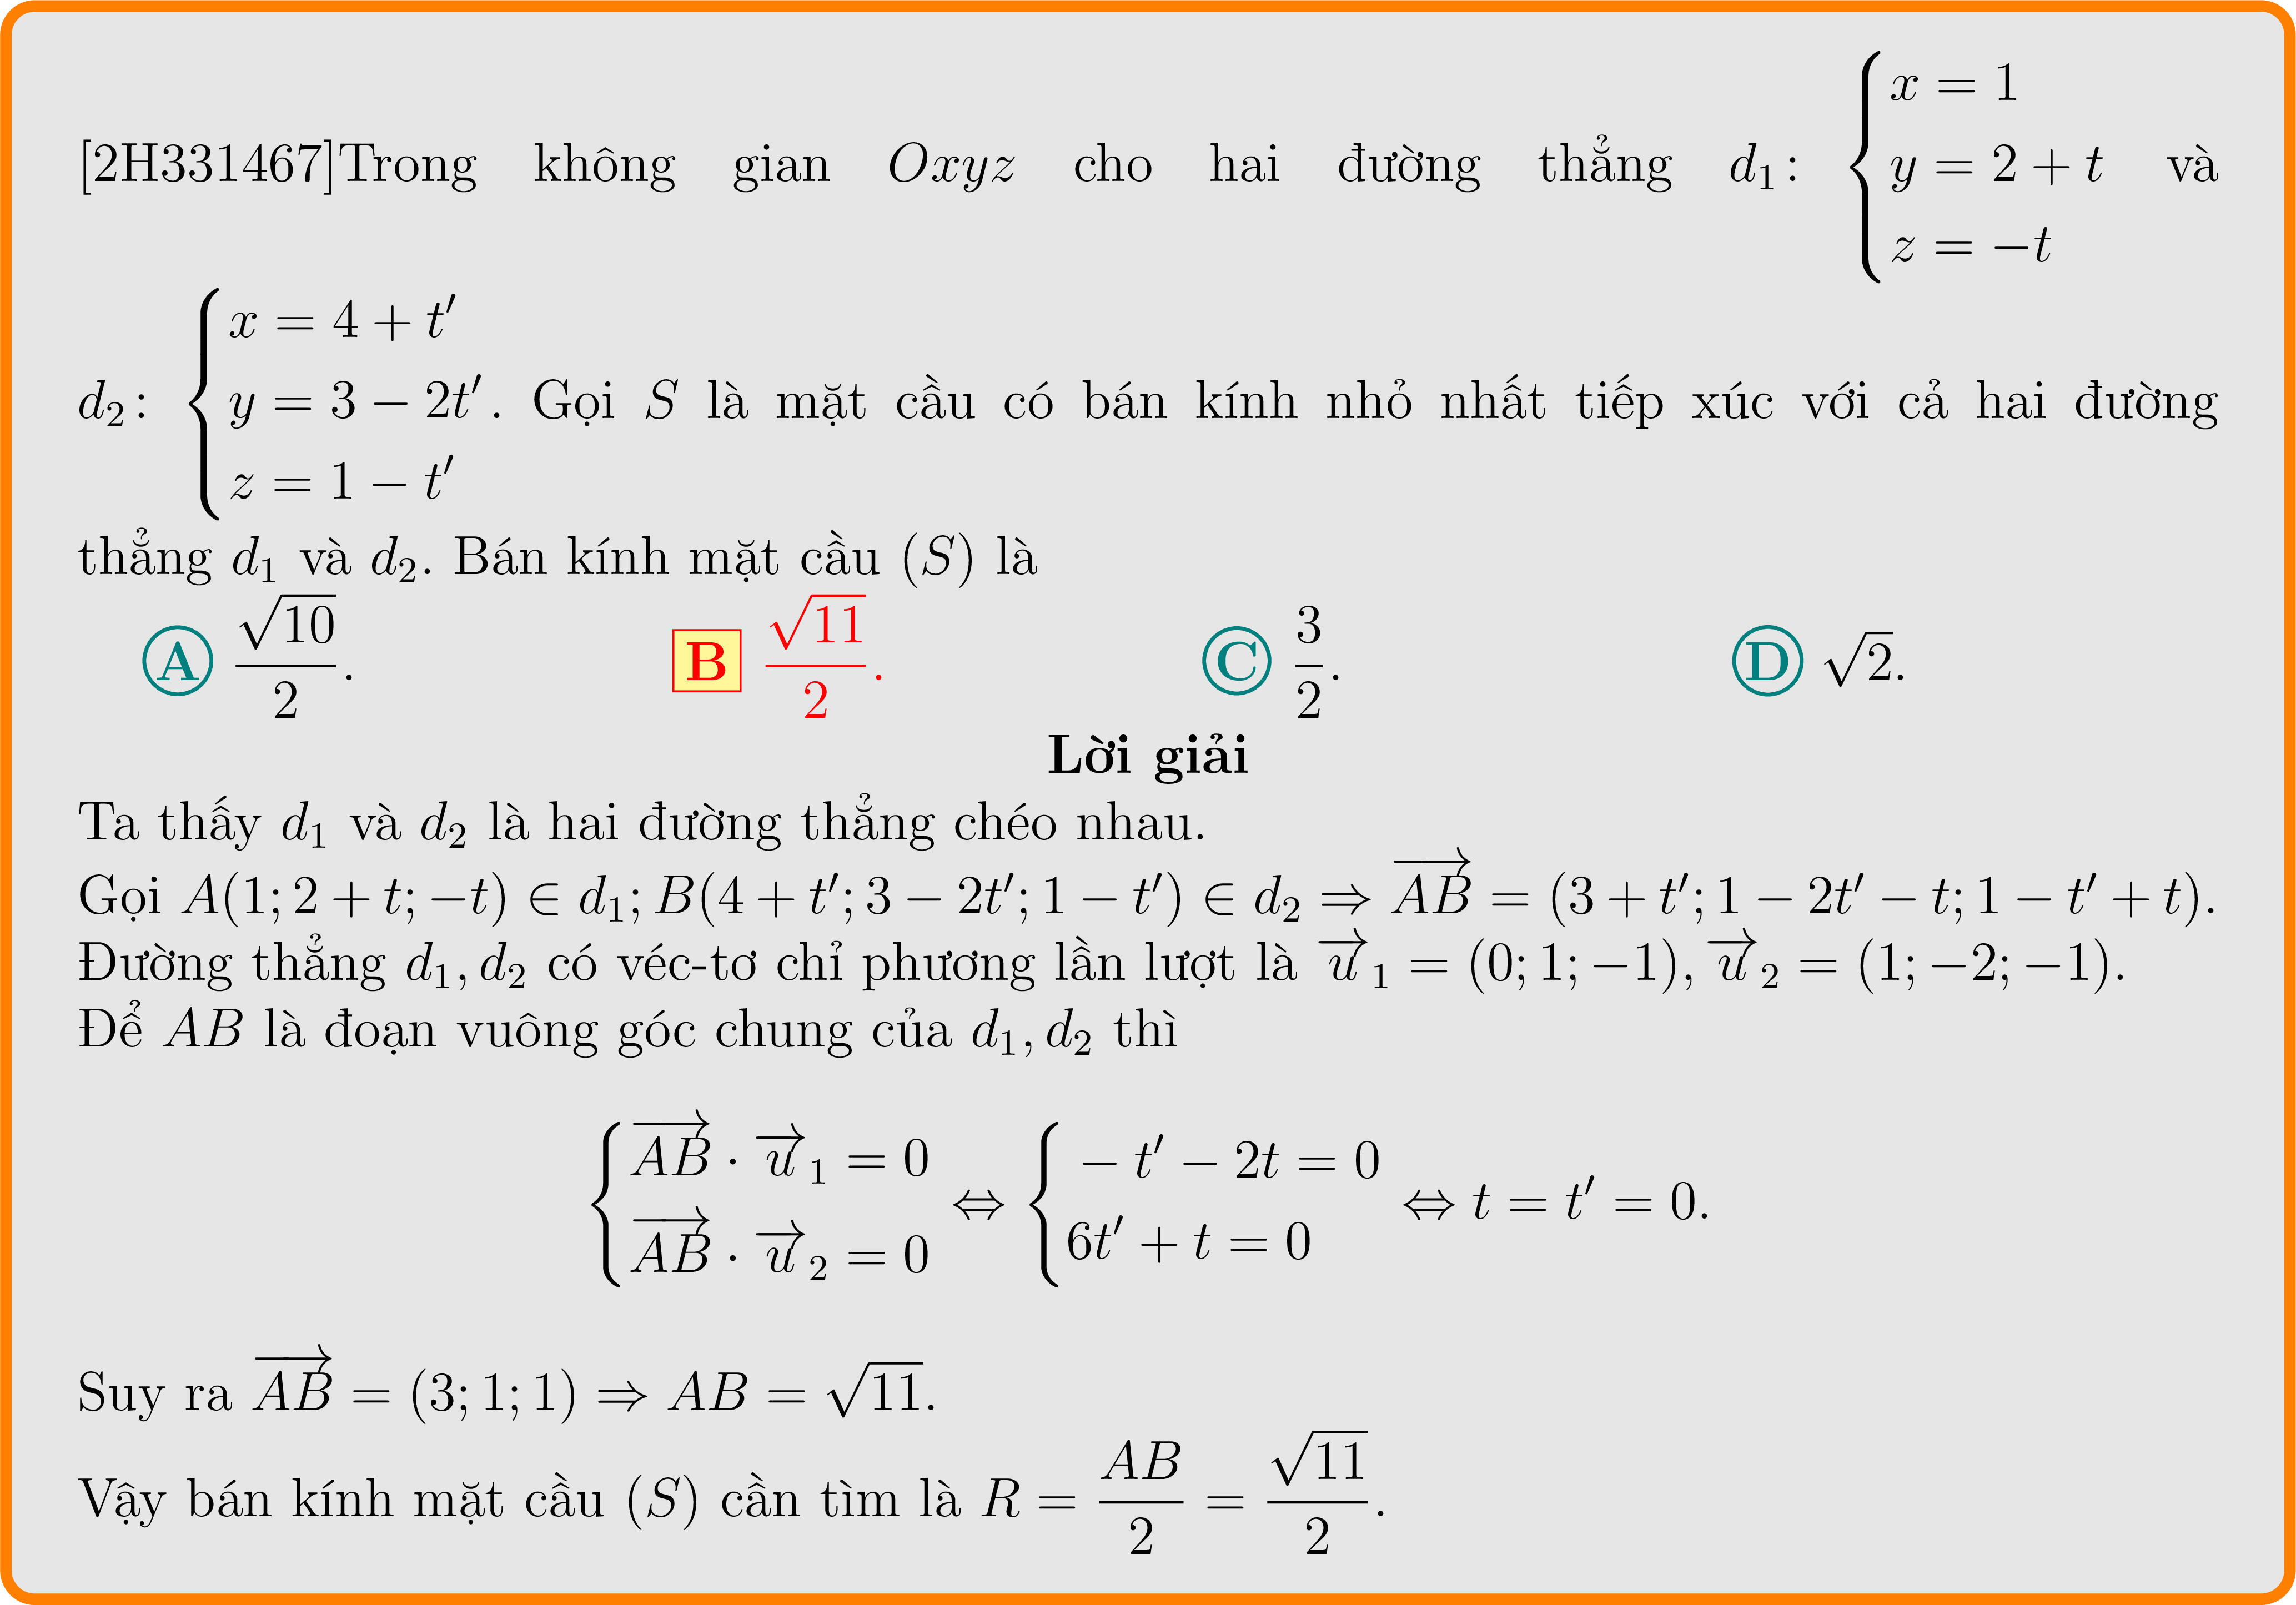 [2H331467]Trong không gian $Oxyz$ cho hai đường thẳng $d_1\colon \begin{cases} x = 1 \\ y = 2 + t \\ z = -t \end{cases}$ và
$d_2\colon \begin{cases} x = 4 + t' \\ y = 3 - 2t' \\ z = 1 - t' \end{cases}$. Gọi $S$ là mặt cầu có bán kính nhỏ nhất tiếp xúc với cả hai đường
thẳng $d_1$ và $d_2$. Bán kính mặt cầu $(S)$ là
A $\dfrac{\sqrt{10}}{2}$. B $\dfrac{\sqrt{11}}{2}$. C $\dfrac{3}{2}$. D $\sqrt{2}$.
Lời giải
Ta thấy $d_1$ và $d_2$ là hai đường thẳng chéo nhau.
Gọi $A(1; 2 + t; -t) \in d_1; B(4 + t'; 3 - 2t'; 1 - t') \in d_2 \Rightarrow \overrightarrow{AB} = (3 + t'; 1 - 2t' - t; 1 - t' + t)$.
Đường thẳng $d_1, d_2$ có véc-tơ chỉ phương lần lượt là $\overrightarrow{u}_1 = (0; 1; -1), \overrightarrow{u}_2 = (1; -2; -1)$.
Để $AB$ là đoạn vuông góc chung của $d_1, d_2$ thì
$\begin{cases} \overrightarrow{AB} \cdot \overrightarrow{u}_1 = 0 \\ \overrightarrow{AB} \cdot \overrightarrow{u}_2 = 0 \end{cases} \Leftrightarrow \begin{cases} -t' - 2t = 0 \\ 6t' + t = 0 \end{cases} \Leftrightarrow t = t' = 0.$
Suy ra $\overrightarrow{AB} = (3; 1; 1) \Rightarrow AB = \sqrt{11}$.
Vậy bán kính mặt cầu $(S)$ cần tìm là $R = \dfrac{AB}{2} = \dfrac{\sqrt{11}}{2}$.